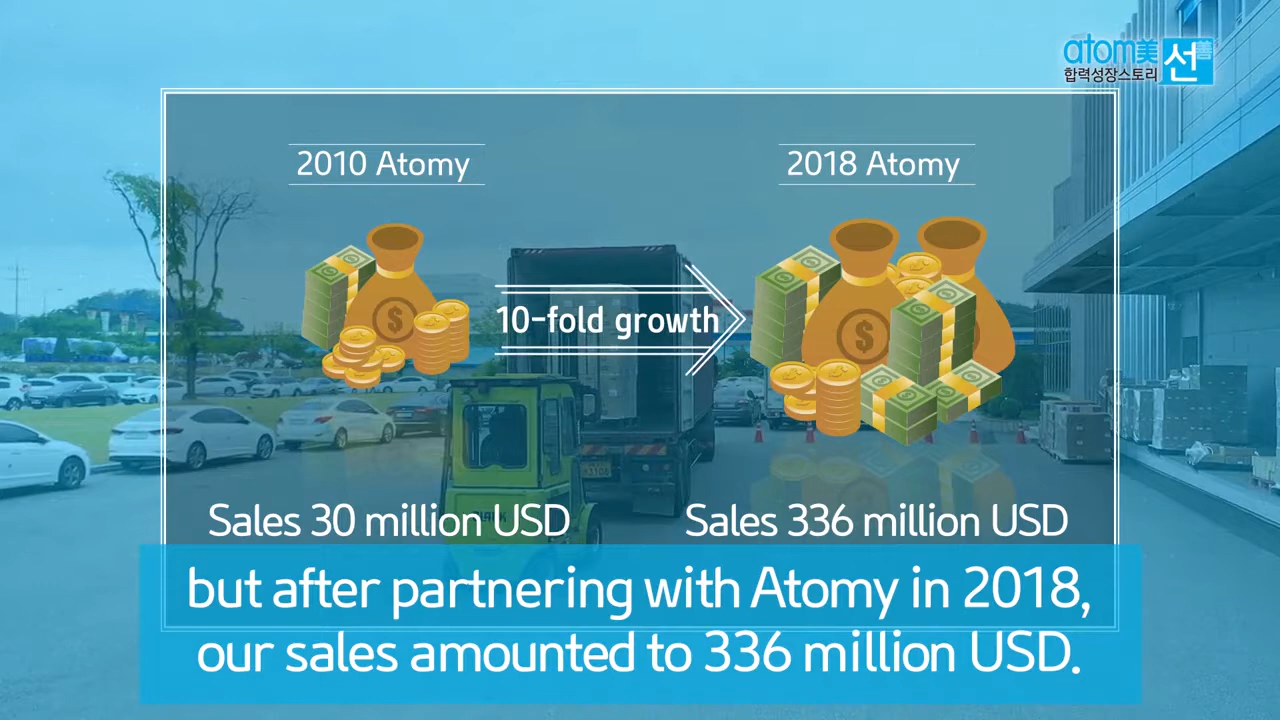 atom美 선 善
합력성장스토리
2010 Atomy
2018 Atomy
10-fold growth
Sales 30 million USD
Sales 336 million USD
but after partnering with Atomy in 2018,
our sales amounted to 336 million USD.